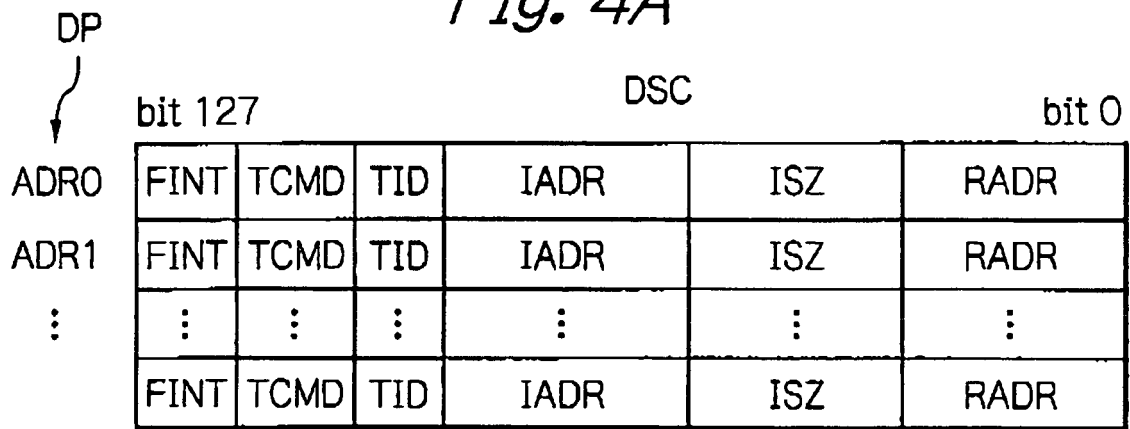 Fig. 4A
DP
DSC
bit 127 bit 0
ADR0 FINT TCMD TID IADR ISZ RADR
ADR1 FINT TCMD TID IADR ISZ RADR
⋮ ⋮ ⋮ ⋮ ⋮ ⋮ ⋮
FINT TCMD TID IADR ISZ RADR